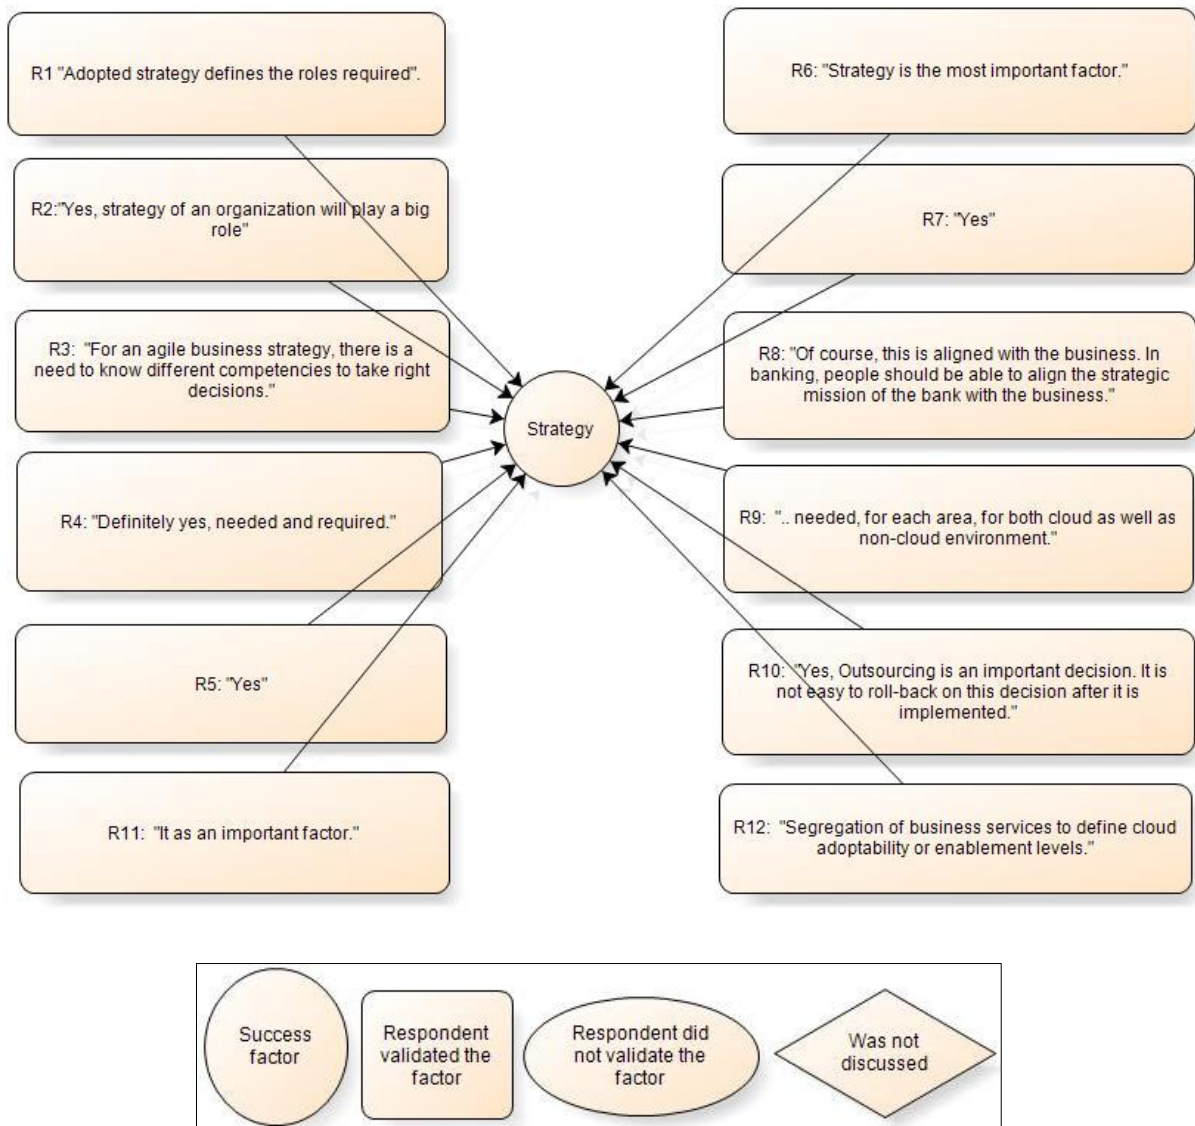 R1 "Adopted strategy defines the roles required".
R2:"Yes, strategy of an organization will play a big
role"
R3:  "For an agile business strategy, there is a
need to know different competencies to take right
decisions."
R4: "Definitely yes, needed and required."
R5: "Yes"
R11:  "It as an important factor."
Strategy
R6: "Strategy is the most important factor."
R7: "Yes"
R8: "Of course, this is aligned with the business. In
banking, people should be able to align the strategic
mission of the bank with the business."
R9:  ".. needed, for each area, for both cloud as well as
non-cloud environment."
R10: "Yes, Outsourcing is an important decision. It is
not easy to roll-back on this decision after it is
implemented."
R12:  "Segregation of business services to define cloud
adoptability or enablement levels."
Success
factor
Respondent
validated the
factor
Respondent did
not validate the
factor
Was not
discussed